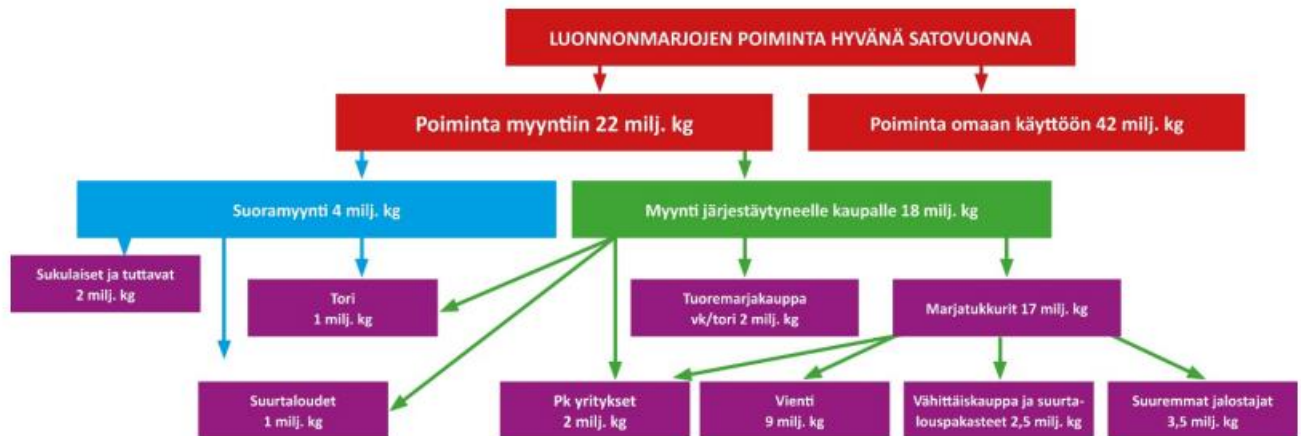 LUONNONMARJOJEN POIMINTA HYVÄNÄ SATOVUONNA
Poiminta myyntiin 22 milj. kg
Poiminta omaan käyttöön 42 milj. kg
Suoramyynti 4 milj. kg
Myynti järjestäytyneelle kaupalle 18 milj. kg
Sukulaiset ja tuttavat
2 milj. kg
Tori
1 milj. kg
Tuoremarjakauppa
vk/tori 2 milj. kg
Marjatukkurit 17 milj. kg
Suurtaloudet
1 milj. kg
Pk yritykset
2 milj. kg
Vienti
9 milj. kg
Vähittäiskauppa ja suurta-
louspakasteet 2,5 milj. kg
Suuremmat jalostajat
3,5 milj. kg